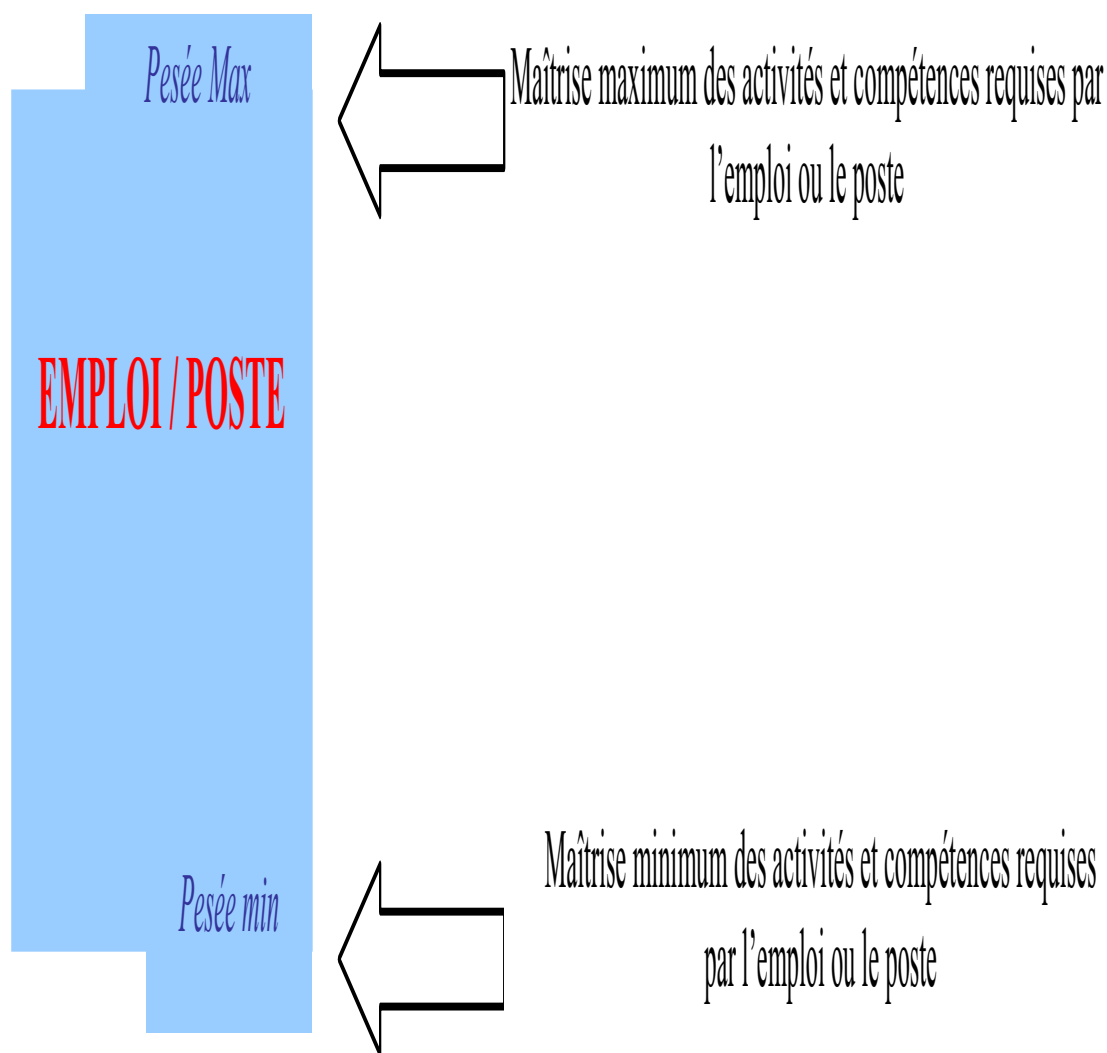 Pesée Max
Maîtrise maximum des activités et compétences requises par
l’emploi ou le poste
EMPLOI / POSTE
Maîtrise minimum des activités et compétences requises
par l’emploi ou le poste
Pesée min